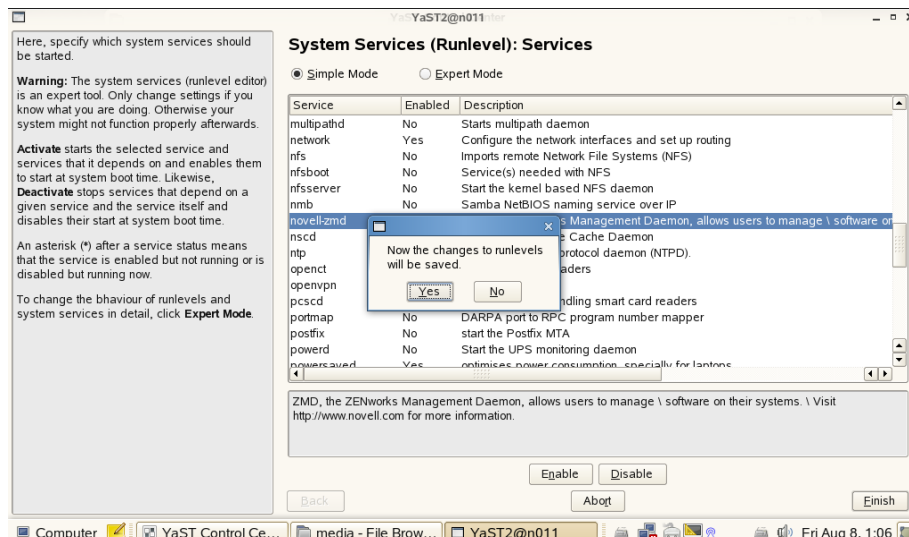 YaST2@n011
Here, specify which system services should
be started.
Warning: The system services (runlevel editor)
is an expert tool. Only change settings if you
know what you are doing. Otherwise your
system might not function properly afterwards.
Activate starts the selected service and
services that it depends on and enables them
to start at system boot time. Likewise,
Deactivate stops services that depend on a
given service and the service itself and
disables their start at system boot time.
An asterisk (*) after a service status means
that the service is enabled but not running or is
disabled but running now.
To change the bhaviour of runlevels and
system services in detail, click Expert Mode.
System Services (Runlevel): Services
Simple Mode Expert Mode
Service Enabled Description
multipathd No Starts multipath daemon
network Yes Configure the network interfaces and set up routing
nfs No Imports remote Network File Systems (NFS)
nfsboot No Service(s) needed with NFS
nfsserver No Start the kernel based NFS daemon
nmb No Samba NetBIOS naming service over IP
novell-zmd s Management Daemon, allows users to manage \ software or
nscd e Cache Daemon
ntp protocol daemon (NTPD).
openct aders
openvpn
pcscd ndling smart card readers
portmap No DARPA port to RPC program number mapper
postfix No start the Postfix MTA
powerd No Start the UPS monitoring daemon
powersaved Yes optimises power consumption, specially for laptops
Now the changes to runlevels
will be saved.
Yes No
ZMD, the ZENworks Management Daemon, allows users to manage \ software on their systems. \ Visit
http://www.novell.com for more information.
Enable Disable
Back Abort Finish
Computer YaST Control Ce... media - File Brow... YaST2@n011 Fri Aug 8, 1:06